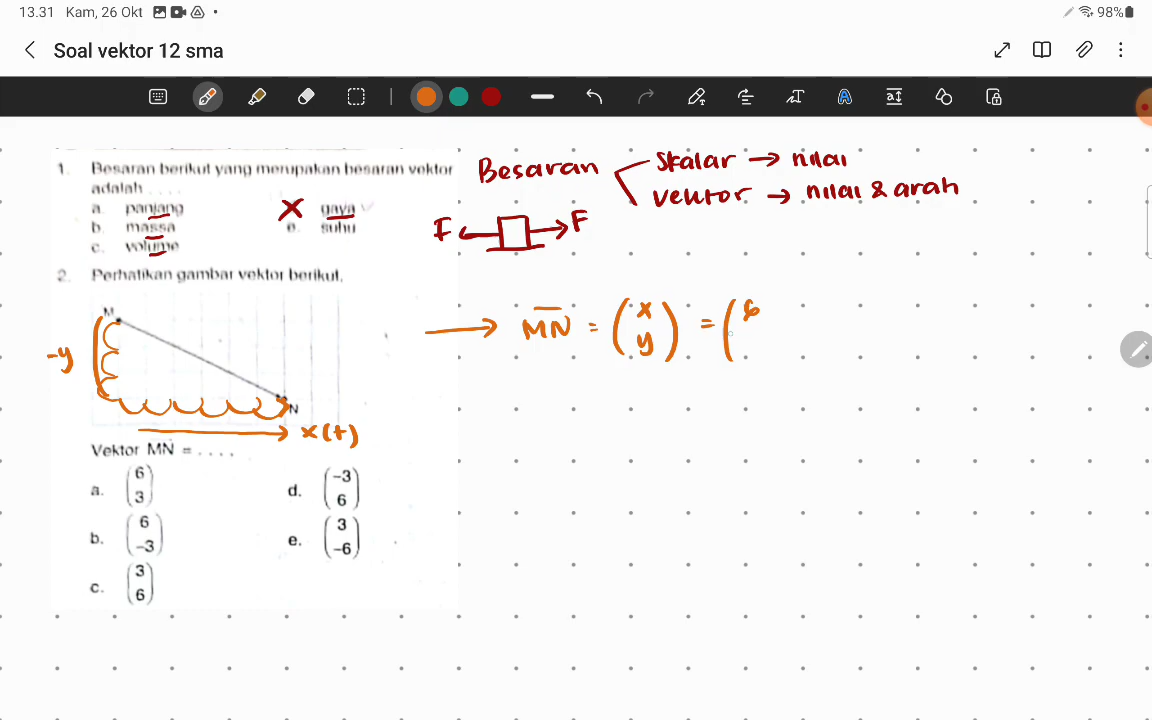 13.31 Kam, 26 Okt
98%
Soal vektor 12 sma
1. Besaran berikut yang merupakan besaran vektor
adalah . . . .
a. panjang
X gaya
b. massa
e. suhu
c. volume
Besaran
skalar → nilai
vektor → nilai & arah
F F
2. Perhatikan gambar vektor berikut.
M
-y
N
x(+)
→ MN = (x y) = (6
Vektor MN = . . . .
a. (6 3)
d. (-3 6)
b. (6 -3)
e. (3 -6)
c. (3 6)